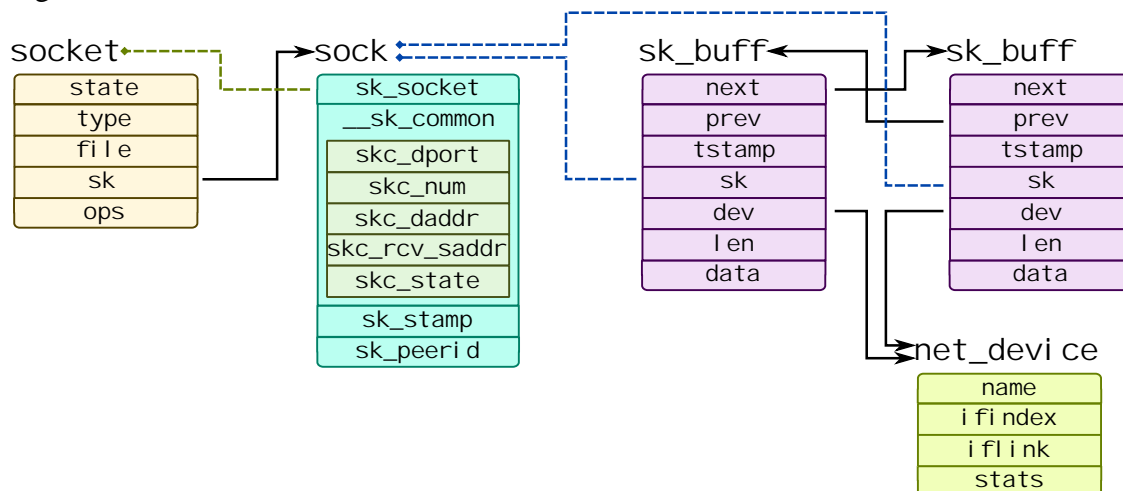 socket
state
type
file
sk
ops
sock
sk_socket
__sk_common
skc_dport
skc_num
skc_daddr
skc_rcv_saddr
skc_state
sk_stamp
sk_peerid
sk_buff
next
prev
tstamp
sk
dev
len
data
sk_buff
next
prev
tstamp
sk
dev
len
data
net_device
name
ifindex
iflink
stats